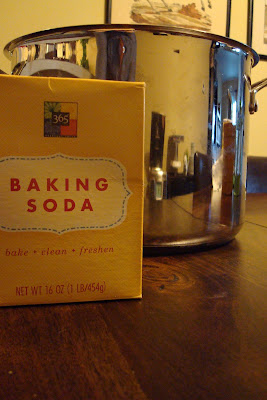 365
BAKING
SODA
bake • clean • freshen
NET WT 16 OZ (1 LB/454g)